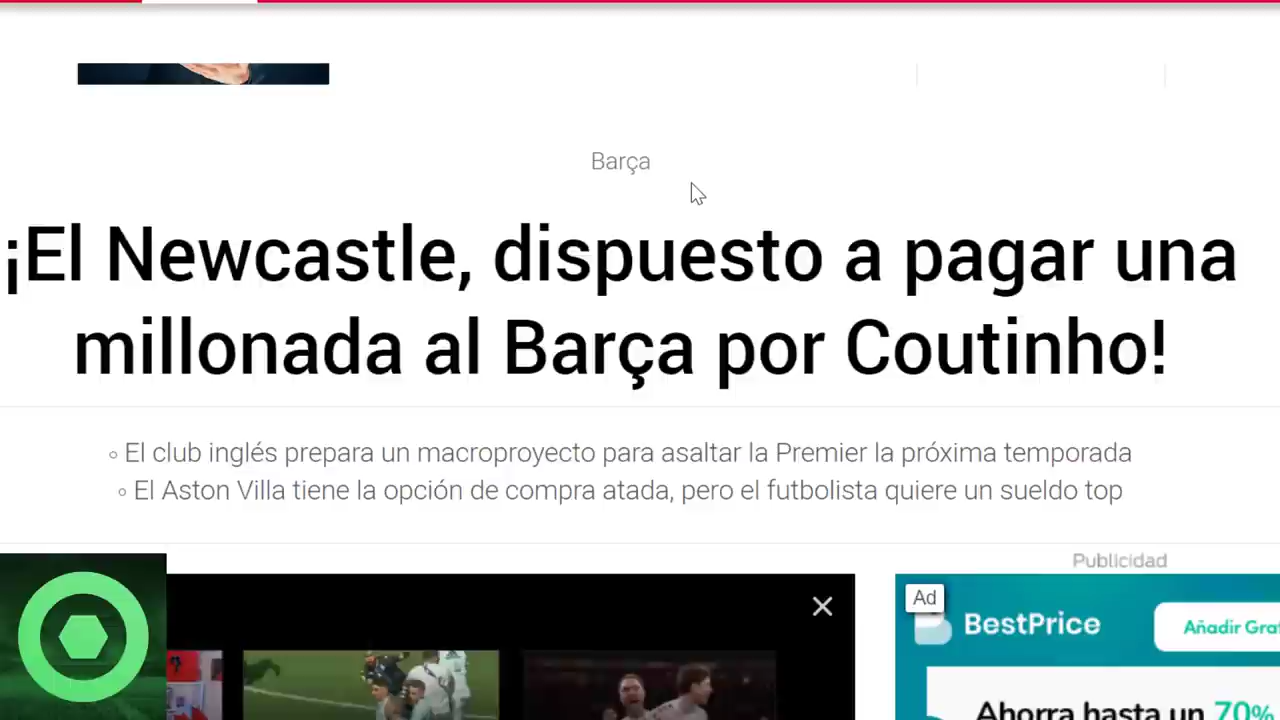 Barça
¡El Newcastle, dispuesto a pagar una
millonada al Barça por Coutinho!
◦ El club inglés prepara un macroproyecto para asaltar la Premier la próxima temporada
◦ El Aston Villa tiene la opción de compra atada, pero el futbolista quiere un sueldo top
Publicidad
Ad
BestPrice
Añadir Grat
Ahorra hasta un 70%